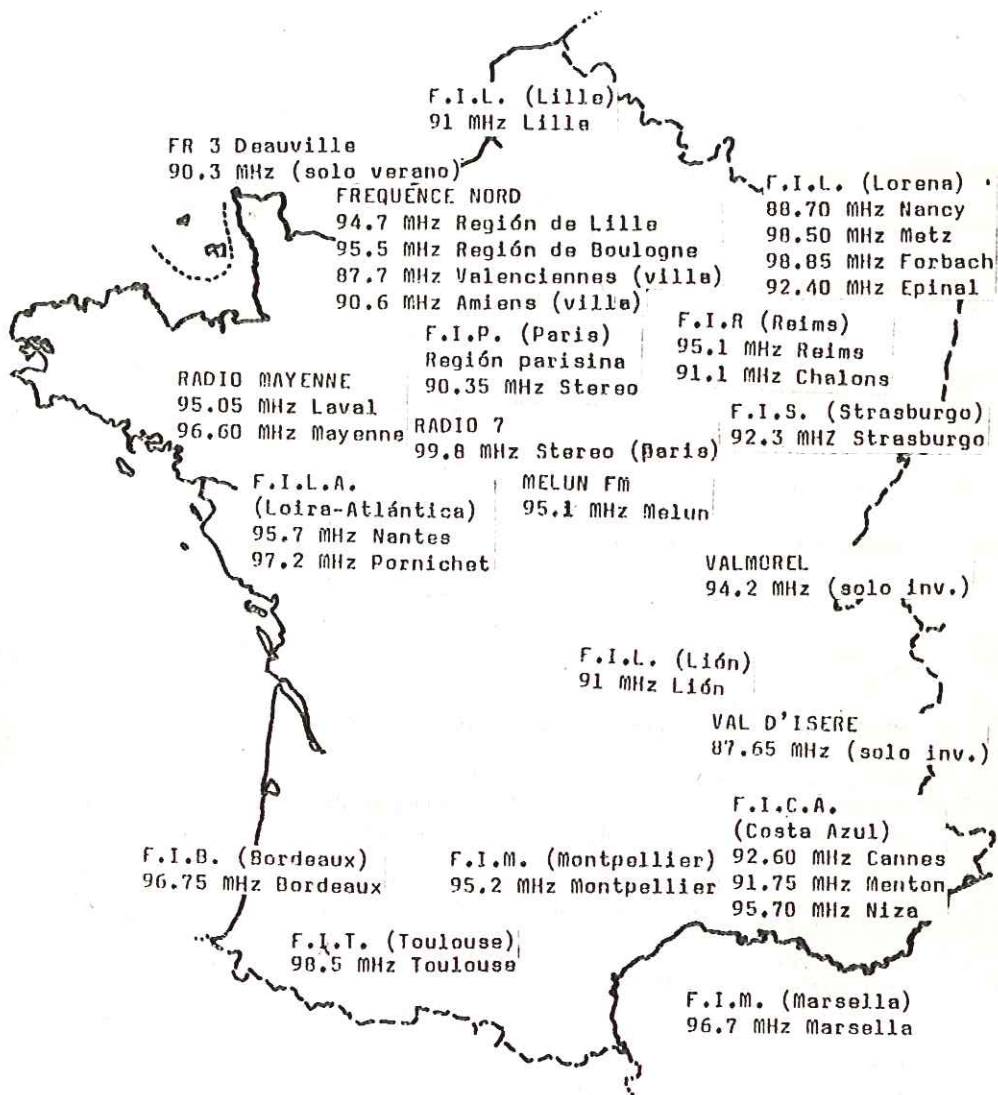 F.I.L. (Lille)
91 MHz Lille
FR 3 Deauville
90.3 MHz (solo verano)
FREQUENCE NORD
94.7 MHz Región de Lille
95.5 MHz Región de Boulogne
87.7 MHz Valenciennes (ville)
90.6 MHz Amiens (ville)
F.I.L. (Lorena)
88.70 MHz Nancy
98.50 MHz Metz
98.85 MHz Forbach
92.40 MHz Epinal
F.I.P. (Paris)
Región parisina
90.35 MHz Stereo
F.I.R (Reims)
95.1 MHz Reims
91.1 MHz Chalons
RADIO MAYENNE
95.05 MHz Laval
96.60 MHz Mayenne
RADIO 7
99.8 MHz Stereo (Paris)
F.I.S. (Strasburgo)
92.3 MHZ Strasburgo
F.I.L.A.
(Loira-Atlántica)
95.7 MHz Nantes
97.2 MHz Pornichet
MELUN FM
95.1 MHz Melun
VALMOREL
94.2 MHz (solo inv.)
F.I.L. (Lión)
91 MHz Lión
VAL D'ISERE
87.65 MHz (solo inv.)
F.I.C.A.
(Costa Azul)
92.60 MHz Cannes
91.75 MHz Menton
95.70 MHz Niza
F.I.B. (Bordeaux)
96.75 MHz Bordeaux
F.I.M. (Montpellier)
95.2 MHz Montpellier
F.I.T. (Toulouse)
98.5 MHz Toulouse
F.I.M. (Marsella)
96.7 MHz Marsella